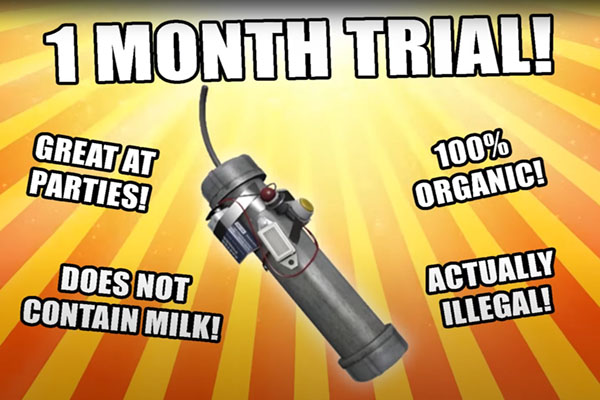 1 MONTH TRIAL!
GREAT AT
PARTIES!
100%
ORGANIC!
DOES NOT
CONTAIN MILK!
ACTUALLY
ILLEGAL!